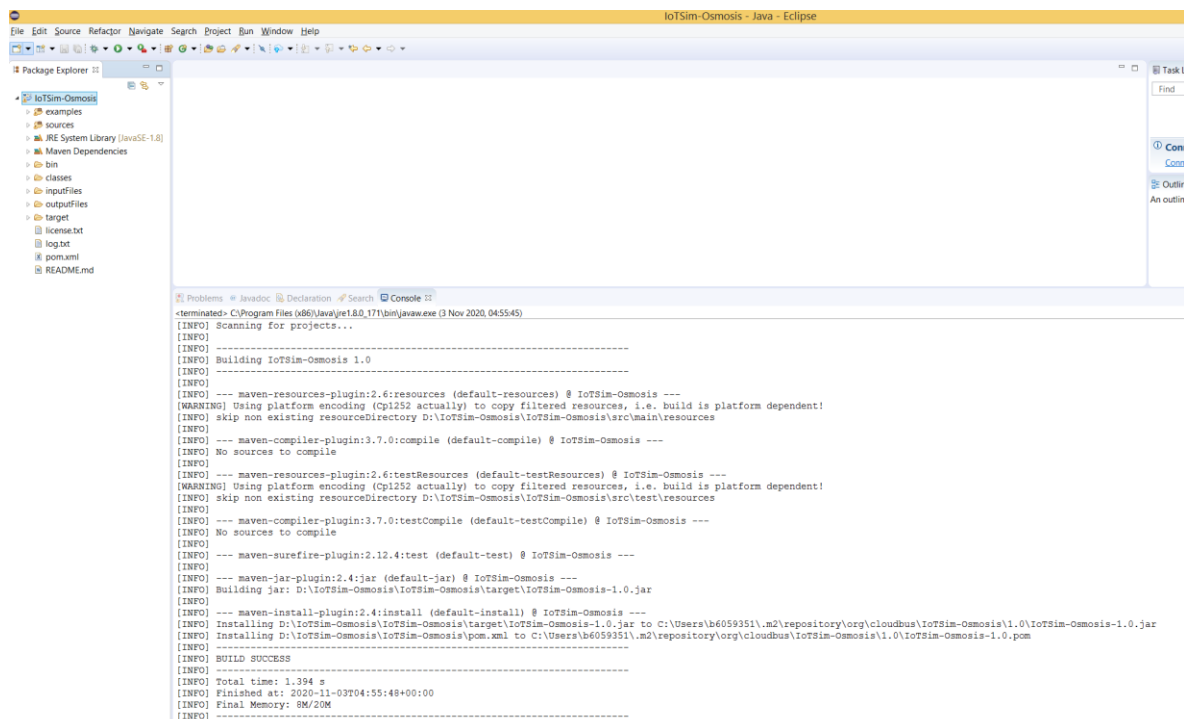 IoTSim-Osmosis - Java - Eclipse
File Edit Source Refactor Navigate Search Project Run Window Help
Package Explorer
IoTSim-Osmosis
examples
sources
JRE System Library [JavaSE-1.8]
Maven Dependencies
bin
classes
inputFiles
outputFiles
target
license.txt
log.txt
pom.xml
README.md
Task L
Find
Conn
Conn
Outlin
An outlin
Problems Javadoc Declaration Search Console
<terminated> C:\Program Files (x86)\Java\jre1.8.0_171\bin\javaw.exe (3 Nov 2020, 04:55:45)
[INFO] Scanning for projects...
[INFO]
[INFO] ------------------------------------------------------------------------
[INFO] Building IoTSim-Osmosis 1.0
[INFO] ------------------------------------------------------------------------
[INFO]
[INFO] --- maven-resources-plugin:2.6:resources (default-resources) @ IoTSim-Osmosis ---
[WARNING] Using platform encoding (Cp1252 actually) to copy filtered resources, i.e. build is platform dependent!
[INFO] skip non existing resourceDirectory D:\IoTSim-Osmosis\IoTSim-Osmosis\src\main\resources
[INFO]
[INFO] --- maven-compiler-plugin:3.7.0:compile (default-compile) @ IoTSim-Osmosis ---
[INFO] No sources to compile
[INFO]
[INFO] --- maven-resources-plugin:2.6:testResources (default-testResources) @ IoTSim-Osmosis ---
[WARNING] Using platform encoding (Cp1252 actually) to copy filtered resources, i.e. build is platform dependent!
[INFO] skip non existing resourceDirectory D:\IoTSim-Osmosis\IoTSim-Osmosis\src\test\resources
[INFO]
[INFO] --- maven-compiler-plugin:3.7.0:testCompile (default-testCompile) @ IoTSim-Osmosis ---
[INFO] No sources to compile
[INFO]
[INFO] --- maven-surefire-plugin:2.12.4:test (default-test) @ IoTSim-Osmosis ---
[INFO]
[INFO] --- maven-jar-plugin:2.4:jar (default-jar) @ IoTSim-Osmosis ---
[INFO] Building jar: D:\IoTSim-Osmosis\IoTSim-Osmosis\target\IoTSim-Osmosis-1.0.jar
[INFO]
[INFO] --- maven-install-plugin:2.4:install (default-install) @ IoTSim-Osmosis ---
[INFO] Installing D:\IoTSim-Osmosis\IoTSim-Osmosis\target\IoTSim-Osmosis-1.0.jar to C:\Users\b6059351\.m2\repository\org\cloudbus\IoTSim-Osmosis\1.0\IoTSim-Osmosis-1.0.jar
[INFO] Installing D:\IoTSim-Osmosis\IoTSim-Osmosis\pom.xml to C:\Users\b6059351\.m2\repository\org\cloudbus\IoTSim-Osmosis\1.0\IoTSim-Osmosis-1.0.pom
[INFO] ------------------------------------------------------------------------
[INFO] BUILD SUCCESS
[INFO] ------------------------------------------------------------------------
[INFO] Total time: 1.394 s
[INFO] Finished at: 2020-11-03T04:55:48+00:00
[INFO] Final Memory: 8M/20M
[INFO] ------------------------------------------------------------------------